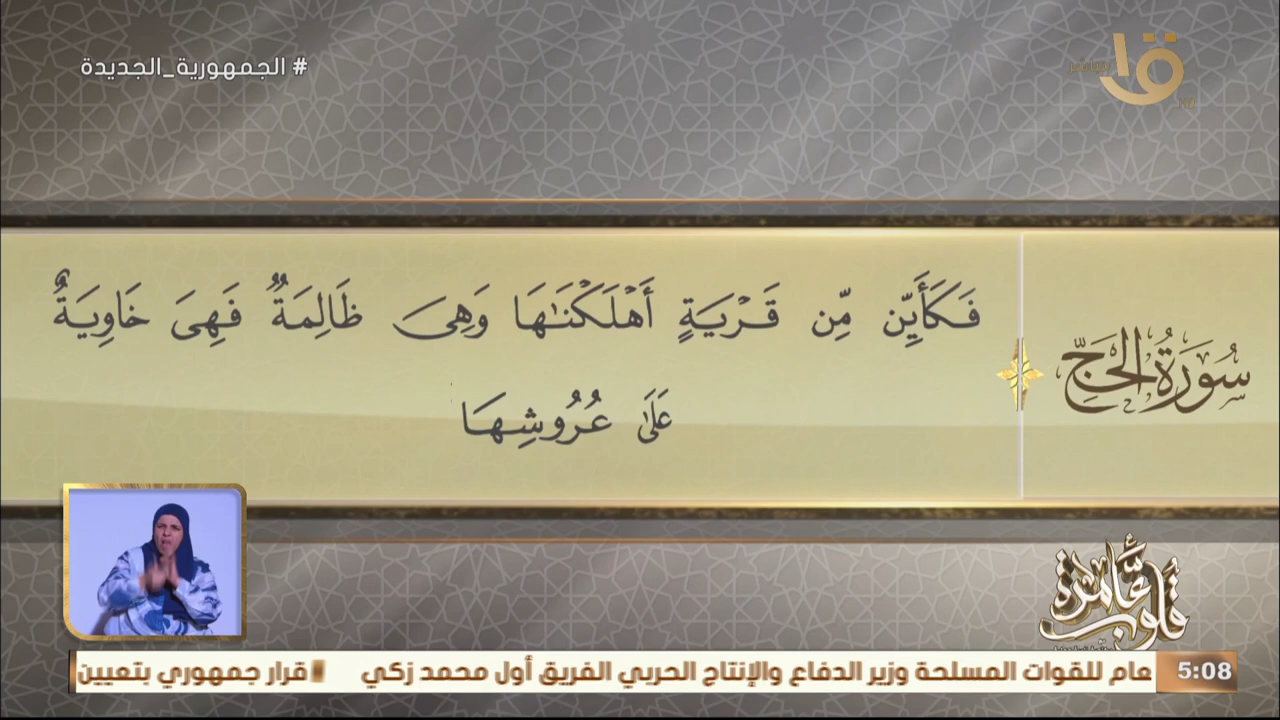 # الجمهورية_الجديدة
فَكَأَيِّن مِّن قَرْيَةٍ أَهْلَكْنَٰهَا وَهِىَ ظَالِمَةٌ فَهِىَ خَاوِيَةٌ
عَلَىٰ عُرُوشِهَا
سُورَةُ الْحَجِّ
قلوب عامرة
5:08
عام للقوات المسلحة وزير الدفاع والإنتاج الحربي الفريق أول محمد زكي
قرار جمهوري بتعيين